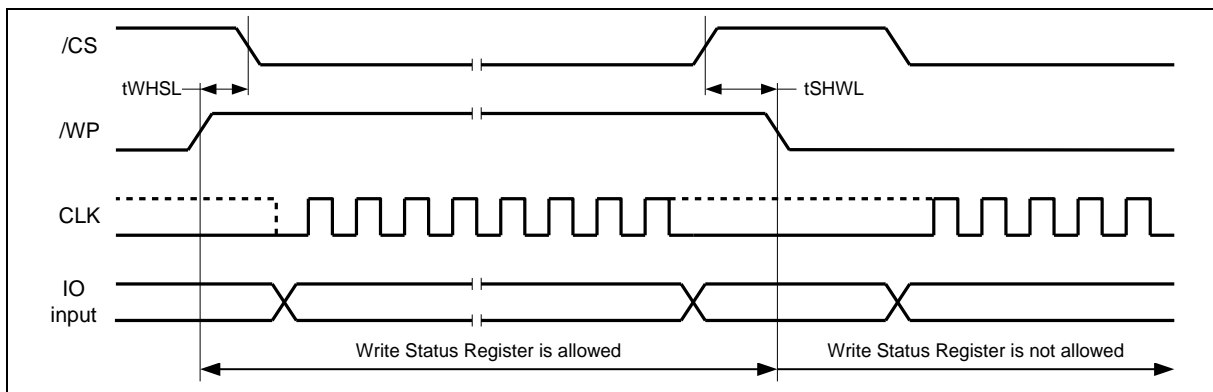 /CS
tWHSL
tSHWL
/WP
CLK
IO
input
Write Status Register is allowed
Write Status Register is not allowed